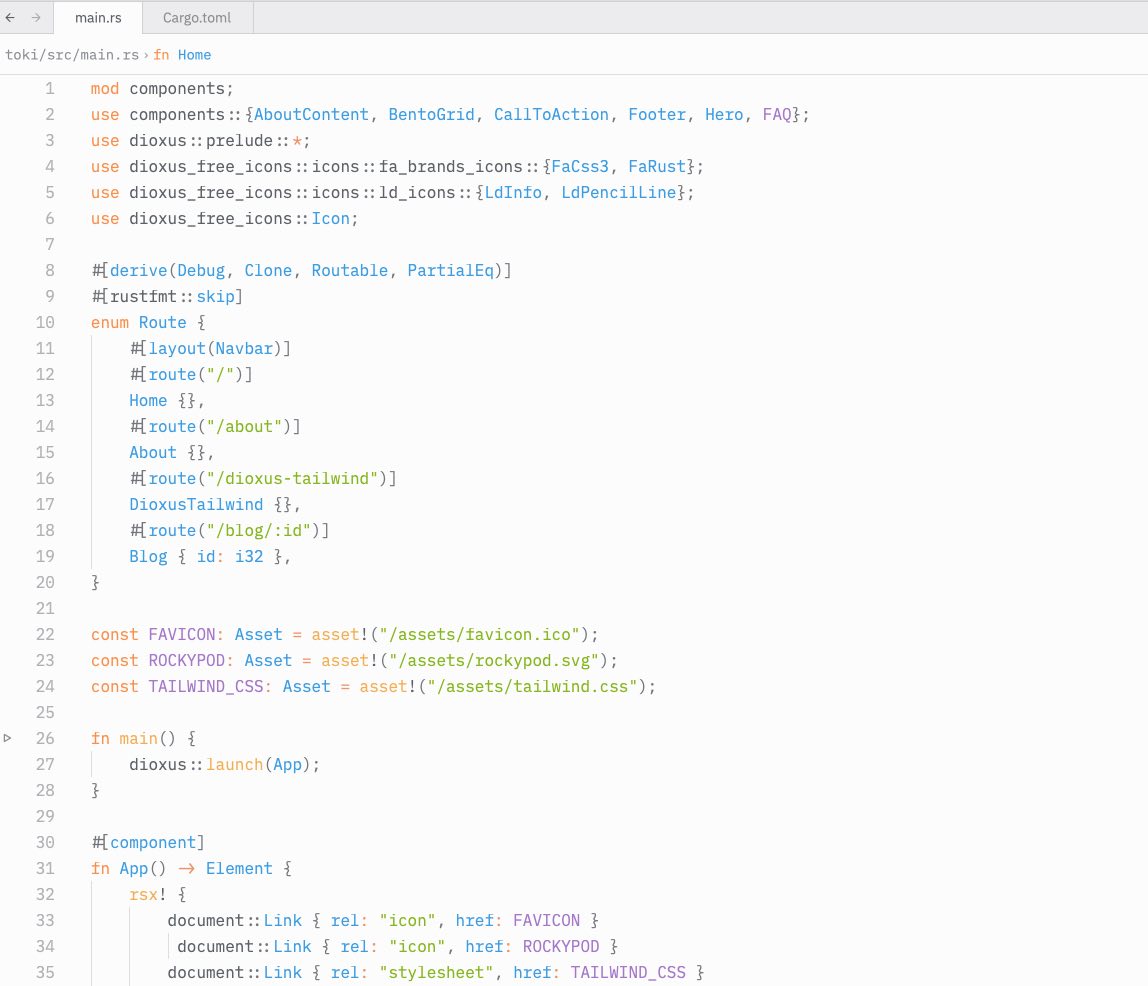 ← → main.rs Cargo.toml
toki/src/main.rs › fn Home
1 mod components;
2 use components::{AboutContent, BentoGrid, CallToAction, Footer, Hero, FAQ};
3 use dioxus::prelude::*;
4 use dioxus_free_icons::icons::fa_brands_icons::{FaCss3, FaRust};
5 use dioxus_free_icons::icons::ld_icons::{LdInfo, LdPencilLine};
6 use dioxus_free_icons::Icon;
7
8 #[derive(Debug, Clone, Routable, PartialEq)]
9 #[rustfmt::skip]
10 enum Route {
11     #[layout(Navbar)]
12     #[route("/")]
13     Home {},
14     #[route("/about")]
15     About {},
16     #[route("/dioxus-tailwind")]
17     DioxusTailwind {},
18     #[route("/blog/:id")]
19     Blog { id: i32 },
20 }
21
22 const FAVICON: Asset = asset!("/assets/favicon.ico");
23 const ROCKYPOD: Asset = asset!("/assets/rockypod.svg");
24 const TAILWIND_CSS: Asset = asset!("/assets/tailwind.css");
25
26 fn main() {
27     dioxus::launch(App);
28 }
29
30 #[component]
31 fn App() -> Element {
32     rsx! {
33         document::Link { rel: "icon", href: FAVICON }
34          document::Link { rel: "icon", href: ROCKYPOD }
35         document::Link { rel: "stylesheet", href: TAILWIND_CSS }